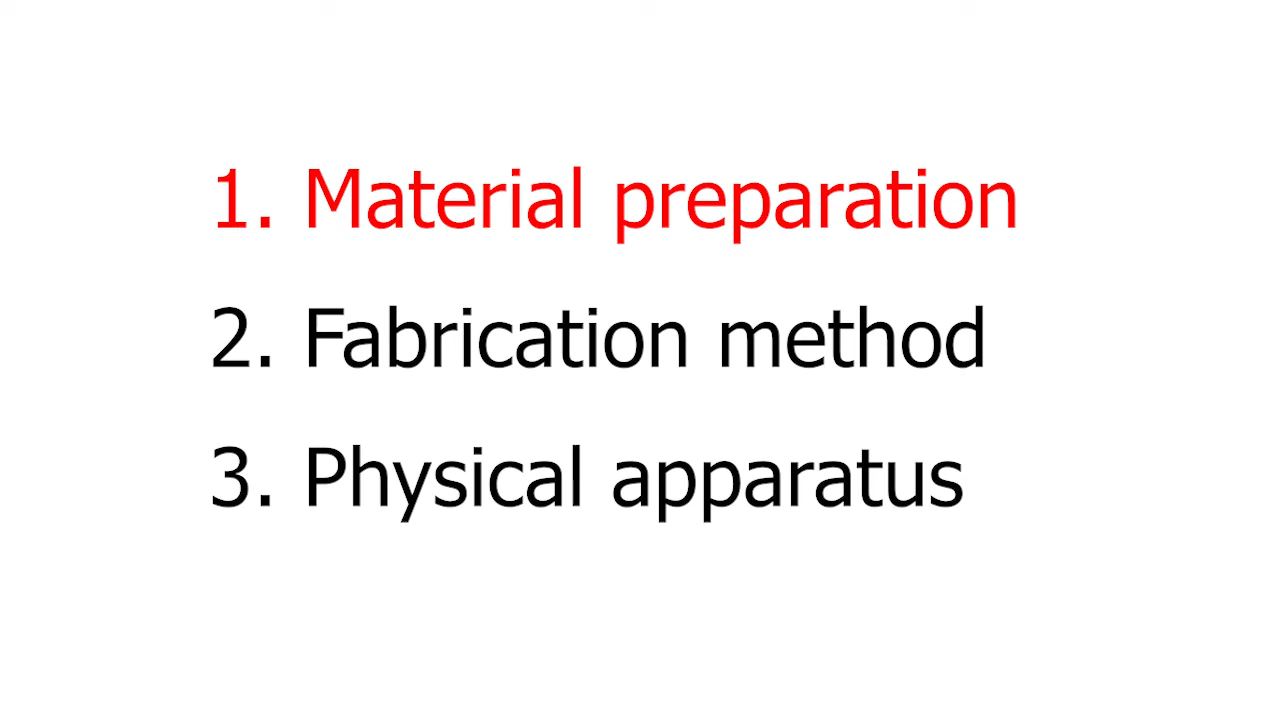 1. Material preparation
2. Fabrication method
3. Physical apparatus